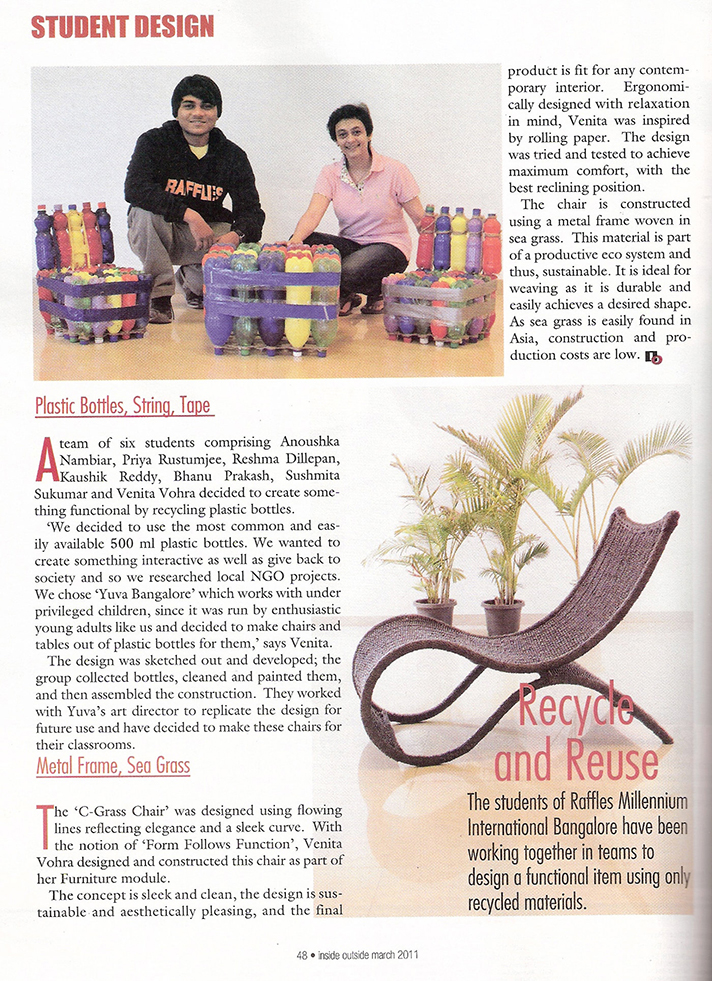 STUDENT DESIGN
RAFFLES
Plastic Bottles, String, Tape
A team of six students comprising Anoushka
Nambiar, Priya Rustumjee, Reshma Dillepan,
Kaushik Reddy, Bhanu Prakash, Sushmita
Sukumar and Venita Vohra decided to create some-
thing functional by recycling plastic bottles.
‘We decided to use the most common and eas-
ily available 500 ml plastic bottles. We wanted to
create something interactive as well as give back to
society and so we researched local NGO projects.
We chose ‘Yuva Bangalore’ which works with under
privileged children, since it was run by enthusiastic
young adults like us and decided to make chairs and
tables out of plastic bottles for them,’ says Venita.
The design was sketched out and developed; the
group collected bottles, cleaned and painted them,
and then assembled the construction. They worked
with Yuva’s art director to replicate the design for
future use and have decided to make these chairs for
their classrooms.
Metal Frame, Sea Grass
The ‘C-Grass Chair’ was designed using flowing
lines reflecting elegance and a sleek curve. With
the notion of ‘Form Follows Function’, Venita
Vohra designed and constructed this chair as part of
her Furniture module.
The concept is sleek and clean, the design is sus-
tainable and aesthetically pleasing, and the final
product is fit for any contem-
porary interior. Ergonomi-
cally designed with relaxation
in mind, Venita was inspired
by rolling paper. The design
was tried and tested to achieve
maximum comfort, with the
best reclining position.
The chair is constructed
using a metal frame woven in
sea grass. This material is part
of a productive eco system and
thus, sustainable. It is ideal for
weaving as it is durable and
easily achieves a desired shape.
As sea grass is easily found in
Asia, construction and pro-
duction costs are low.
Recycle
and Reuse
The students of Raffles Millennium
International Bangalore have been
working together in teams to
design a functional item using only
recycled materials.
48 • inside outside march 2011